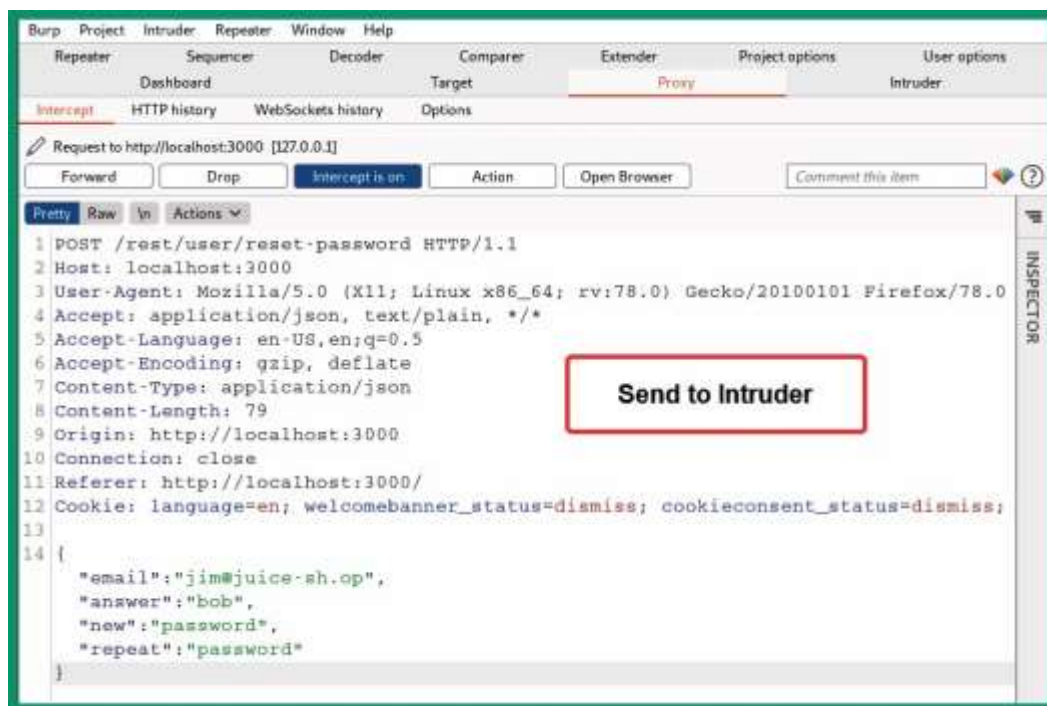 Burp Project Intruder Repeater Window Help
Repeater Sequencer Decoder Comparer Extender Project options User options
Dashboard Target Proxy Intruder
Intercept HTTP history WebSockets history Options
Request to http://localhost:3000 [127.0.0.1]
Forward Drop Intercept is on Action Open Browser Comment this item
Pretty Raw \n Actions
1 POST /rest/user/reset-password HTTP/1.1
2 Host: localhost:3000
3 User-Agent: Mozilla/5.0 (X11; Linux x86_64; rv:78.0) Gecko/20100101 Firefox/78.0
4 Accept: application/json, text/plain, */*
5 Accept-Language: en-US,en;q=0.5
6 Accept-Encoding: gzip, deflate
7 Content-Type: application/json
8 Content-Length: 79
9 Origin: http://localhost:3000
10 Connection: close
11 Referer: http://localhost:3000/
12 Cookie: language=en; welcomebanner_status=dismiss; cookieconsent_status=dismiss;
13
14 {
"email":"jim@juice-sh.op",
"answer":"bob",
"new":"password",
"repeat":"password"
}
Send to Intruder
INSPECTOR